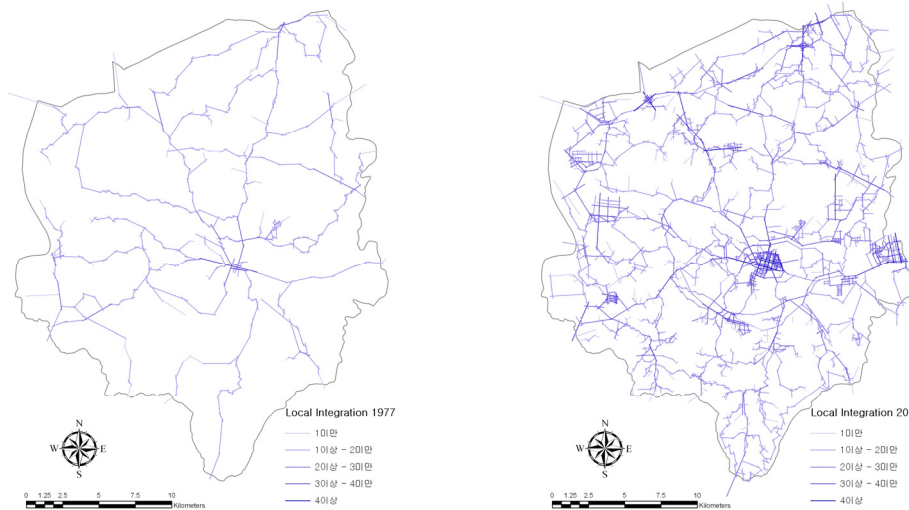 Local Integration 1977
1미만
1이상 - 2미만
2이상 - 3미만
3이상 - 4미만
4이상
N
W E
S
0 1.25 2.5 5 7.5 10
Kilometers
Local Integration 20
1미만
1이상 - 2미만
2이상 - 3미만
3이상 - 4미만
4이상
N
W E
S
0 1.25 2.5 5 7.5 10
Kilometers